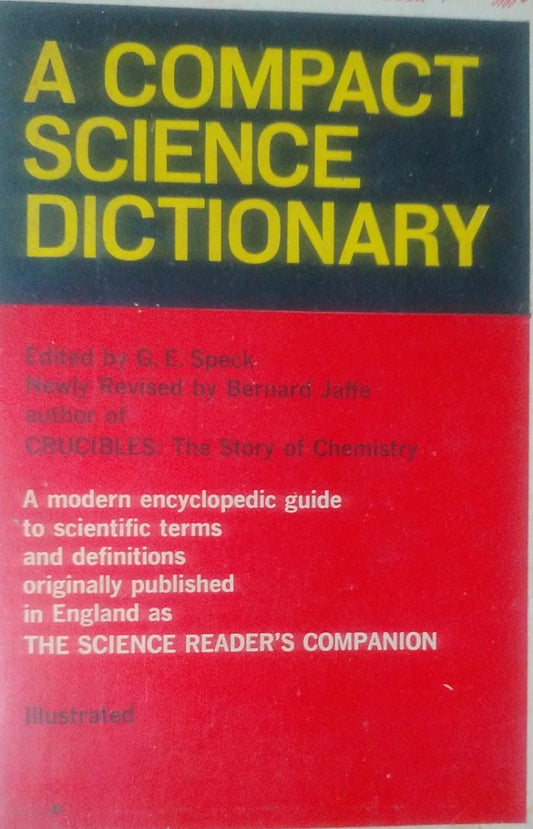 A COMPACT
SCIENCE
DICTIONARY
Edited by G. E. Speck
Newly Revised by Bernard Jaffe
author of
CRUCIBLES: The Story of Chemistry
A modern encyclopedic guide
to scientific terms
and definitions
originally published
in England as
THE SCIENCE READER'S COMPANION
Illustrated